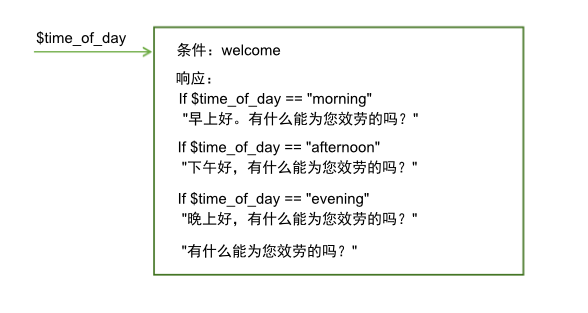 $time_of_day
条件：welcome
响应：
If $time_of_day == "morning"
"早上好。有什么能为您效劳的吗？"
If $time_of_day == "afternoon"
"下午好，有什么能为您效劳的吗？"
If $time_of_day == "evening"
"晚上好，有什么能为您效劳的吗？"
"有什么能为您效劳的吗？"